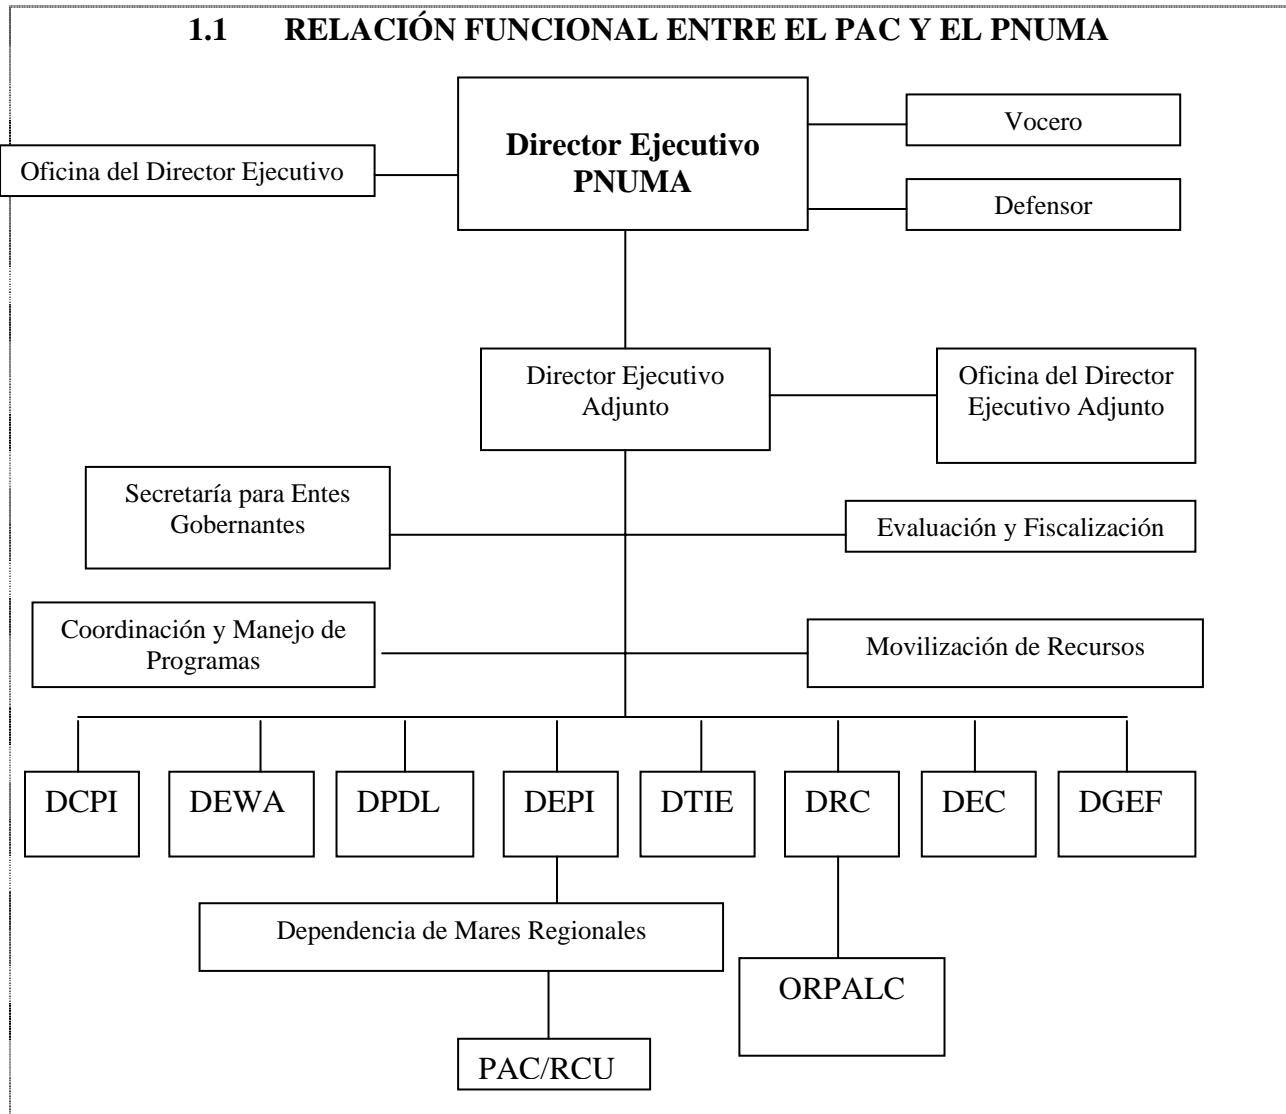 1.1 RELACIÓN FUNCIONAL ENTRE EL PAC Y EL PNUMA
Director Ejecutivo
PNUMA
Vocero
Oficina del Director Ejecutivo
Defensor
Director Ejecutivo
Adjunto
Oficina del Director
Ejecutivo Adjunto
Secretaría para Entes
Gobernantes
Evaluación y Fiscalización
Coordinación y Manejo de
Programas
Movilización de Recursos
DCPI
DEWA
DPDL
DEPI
DTIE
DRC
DEC
DGEF
Dependencia de Mares Regionales
ORPALC
PAC/RCU